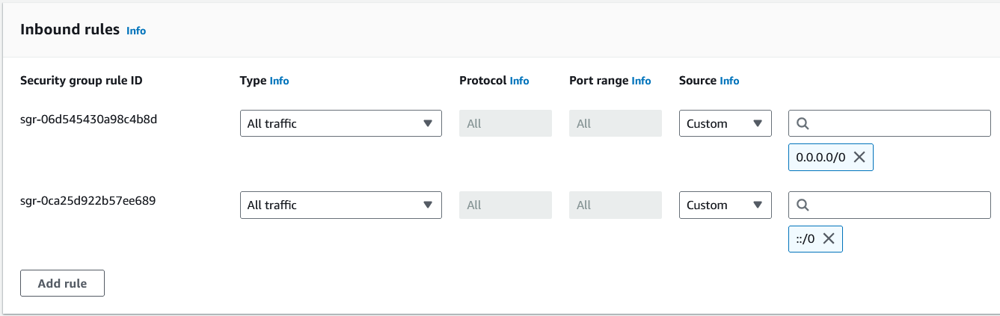 Inbound rules Info
Security group rule ID Type Info Protocol Info Port range Info Source Info
sgr-06d545430a98c4b8d All traffic All All Custom
0.0.0.0/0
sgr-0ca25d922b57ee689 All traffic All All Custom
::/0
Add rule